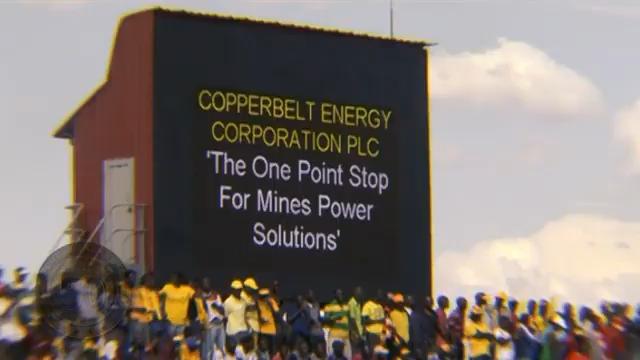 COPPERBELT ENERGY
CORPORATION PLC
'The One Point Stop
For Mines Power
Solutions'